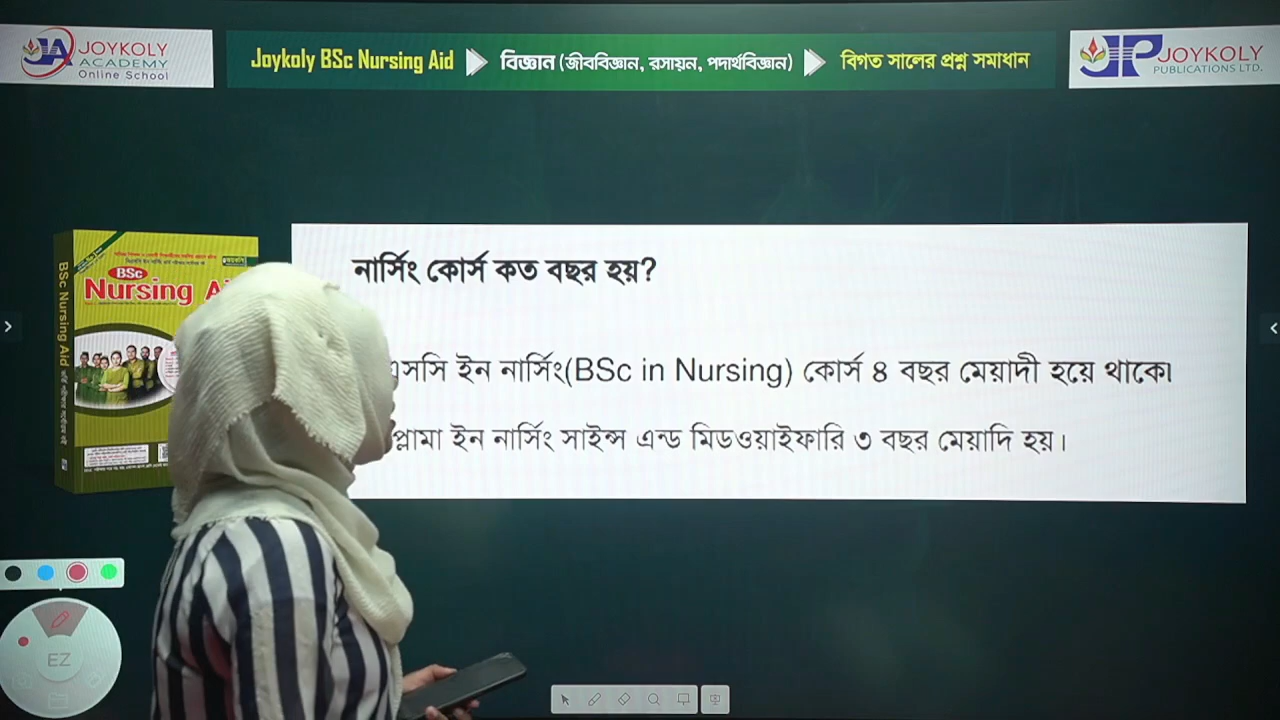 JOYKOLY
ACADEMY
Online School
Joykoly BSc Nursing Aid
বিজ্ঞান (জীববিজ্ঞান, রসায়ন, পদার্থবিজ্ঞান)
বিগত সালের প্রশ্ন সমাধান
JP JOYKOLY
PUBLICATIONS LTD.
BSc
Nursing
BSc Nursing Aid
নার্সিং কোর্স কত বছর হয়?
এসসি ইন নার্সিং(BSc in Nursing) কোর্স ৪ বছর মেয়াদী হয়ে থাকে৷
প্লামা ইন নার্সিং সাইন্স এন্ড মিডওয়াইফারি ৩ বছর মেয়াদি হয়।
EZ